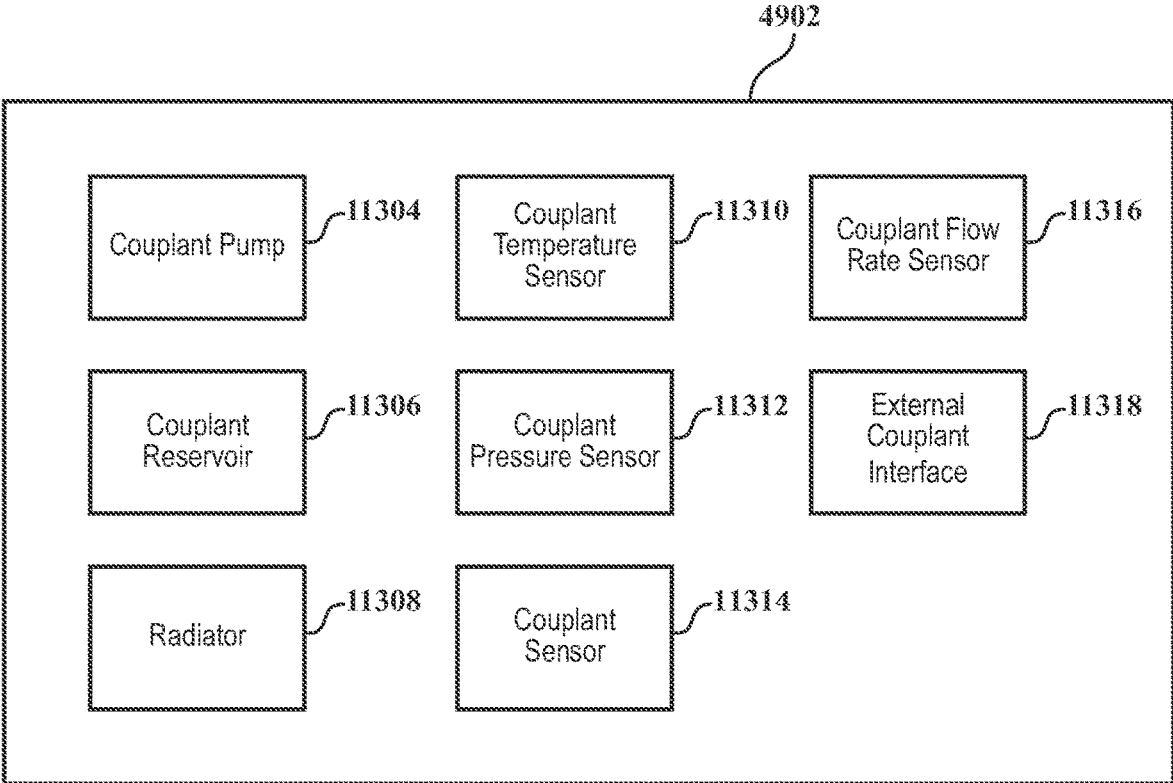 4902
Couplant Pump
11304
Couplant
Temperature
Sensor
11310
Couplant Flow
Rate Sensor
11316
Couplant
Reservoir
11306
Couplant
Pressure Sensor
11312
External
Couplant
Interface
11318
Radiator
11308
Couplant
Sensor
11314